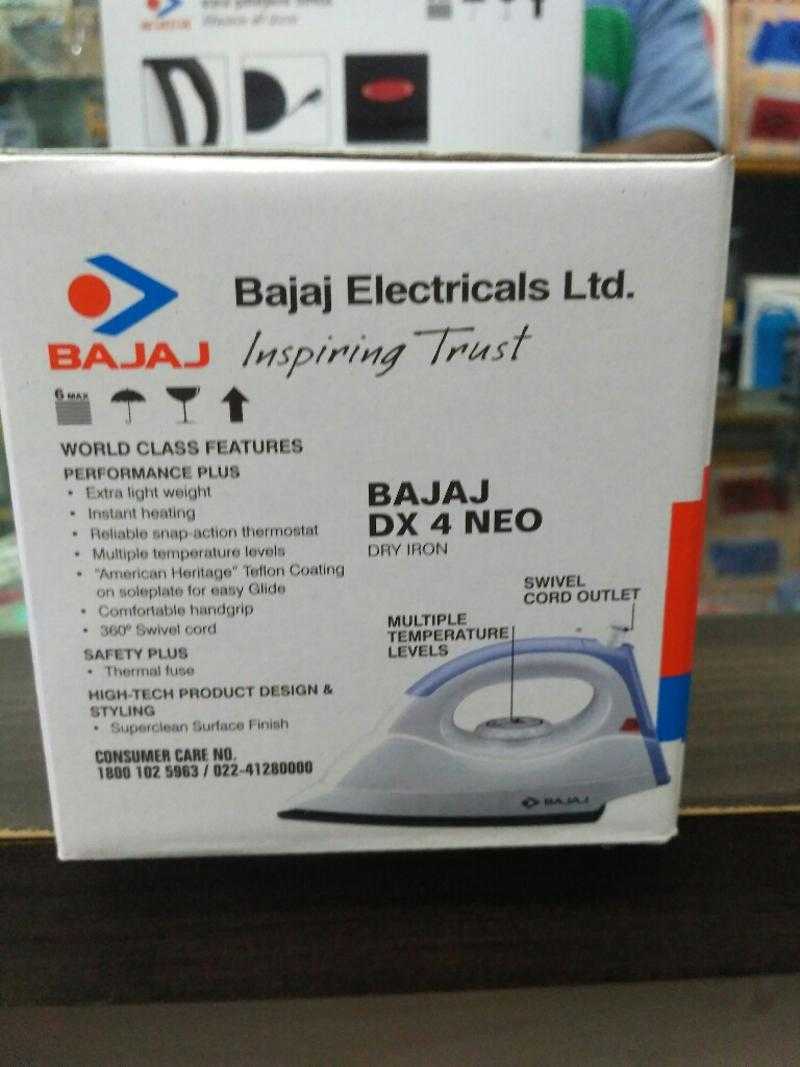 BAJAJ
Bajaj Electricals Ltd.
Inspiring Trust
6 MAX
WORLD CLASS FEATURES
PERFORMANCE PLUS
• Extra light weight
• Instant heating
• Reliable snap-action thermostat
• Multiple temperature levels
• "American Heritage" Teflon Coating
on soleplate for easy Glide
• Comfortable handgrip
• 360° Swivel cord
SAFETY PLUS
• Thermal fuse
HIGH-TECH PRODUCT DESIGN &
STYLING
• Superclean Surface Finish
CONSUMER CARE NO.
1800 102 5963 / 022-41280000
BAJAJ
DX 4 NEO
DRY IRON
SWIVEL
CORD OUTLET
MULTIPLE
TEMPERATURE
LEVELS
BAJAJ